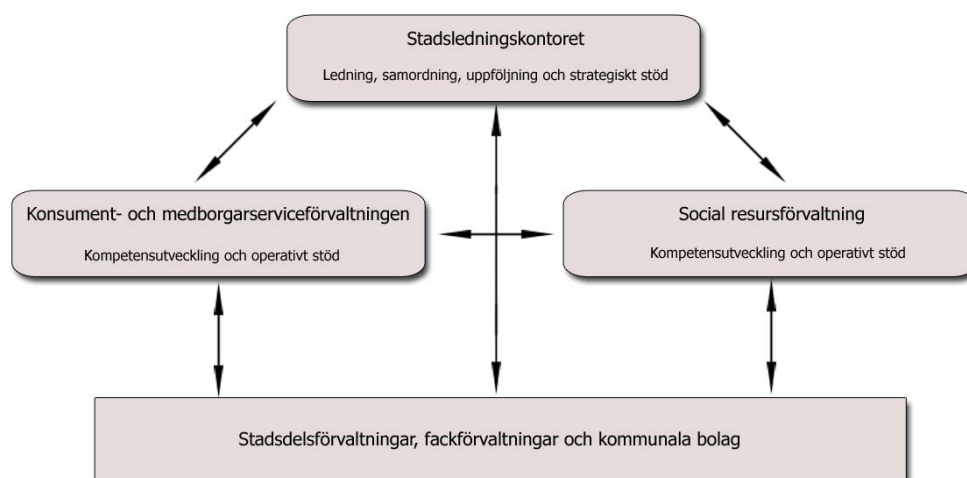 Stadsledningskontoret
Ledning, samordning, uppföljning och strategiskt stöd
Konsument- och medborgarserviceförvaltningen
Kompetensutveckling och operativt stöd
Social resursförvaltning
Kompetensutveckling och operativt stöd
Stadsdelsförvaltningar, fackförvaltningar och kommunala bolag